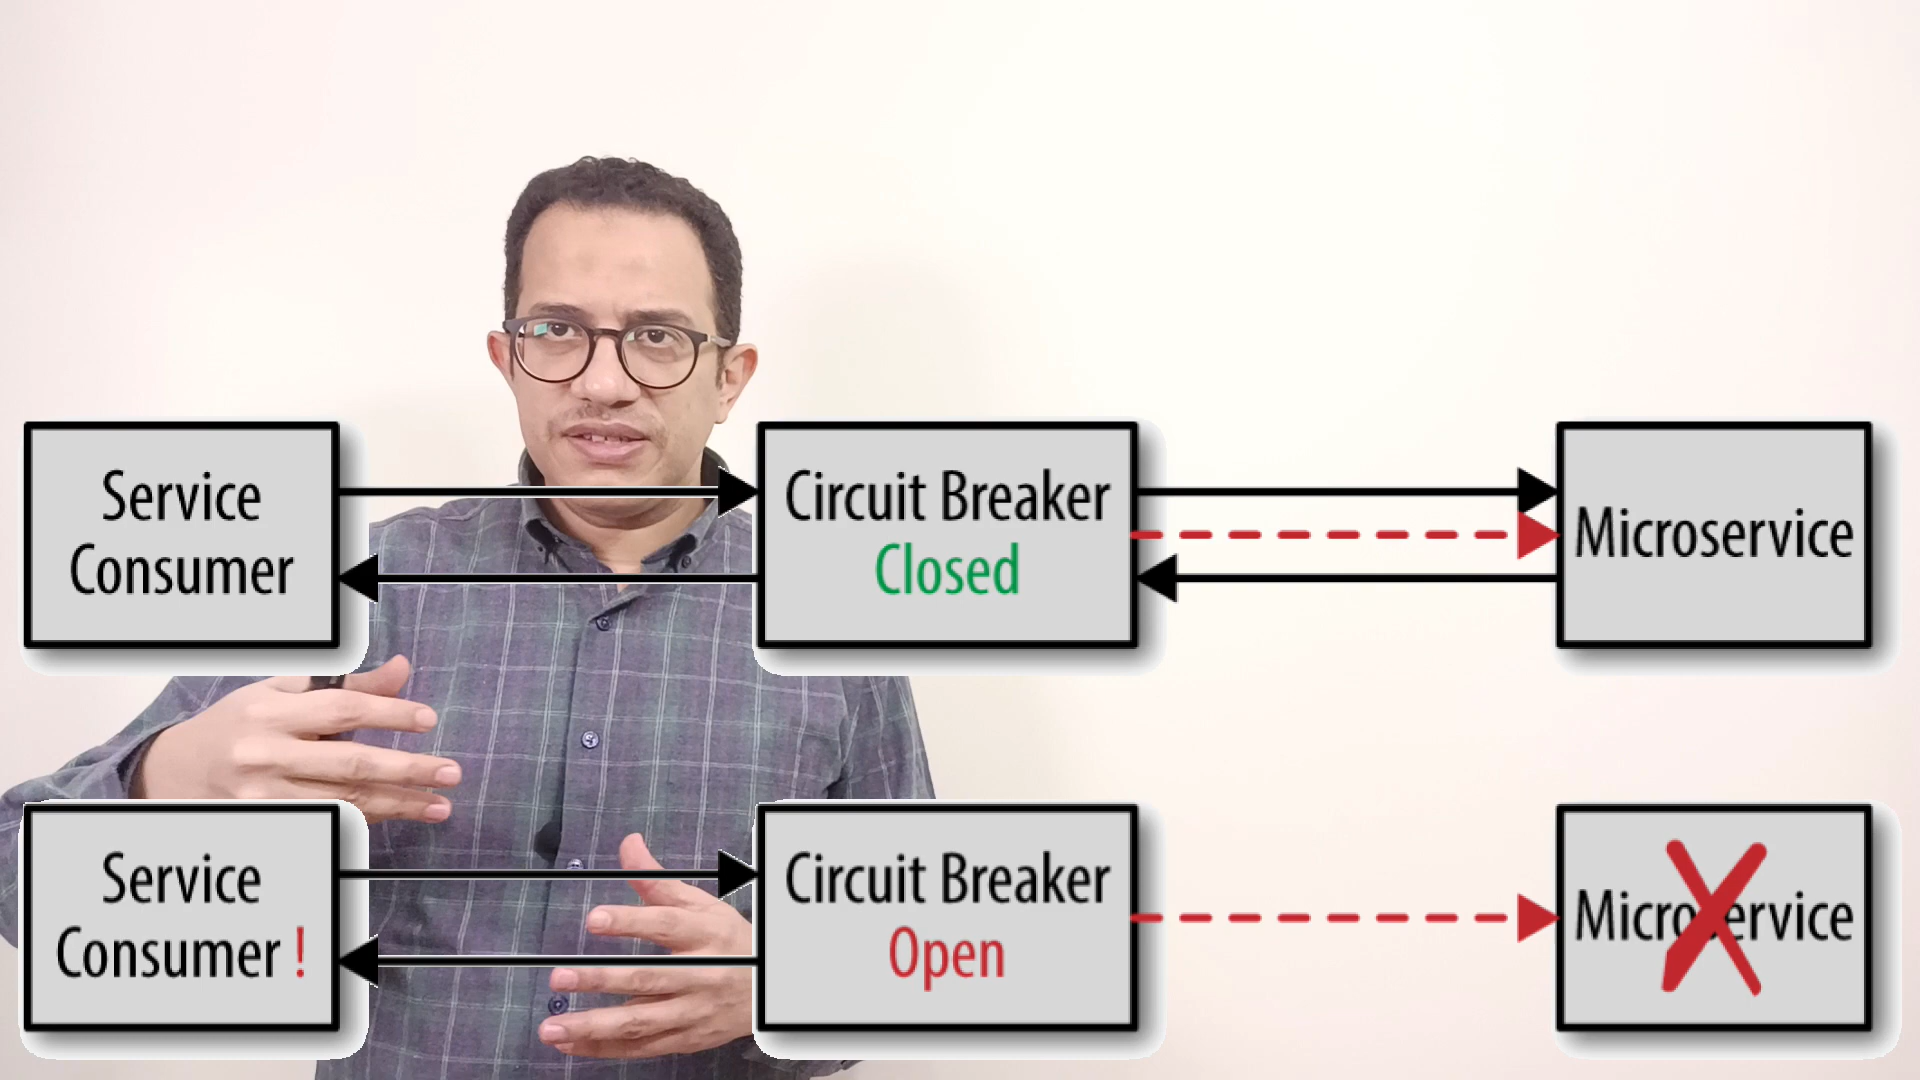 Service
Consumer
Circuit Breaker
Closed
Microservice
Service
Consumer !
Circuit Breaker
Open
Microservice